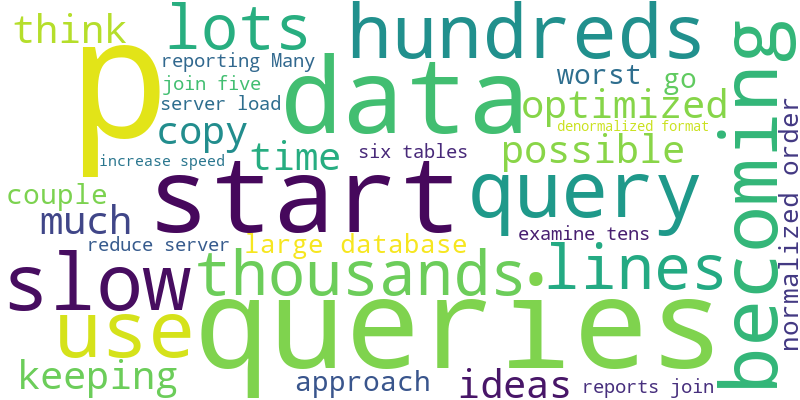 think
lots
hundreds
p
reporting Many
join five
server load
data
worst
go
optimized
denormalized format
becoming
normalized order
copy
increase speed
time
six tables
possible
couple
much
start
query
reduce server
large database
examine tens
slow
thousands
lines
use
queries
keeping
approach
ideas
reports join